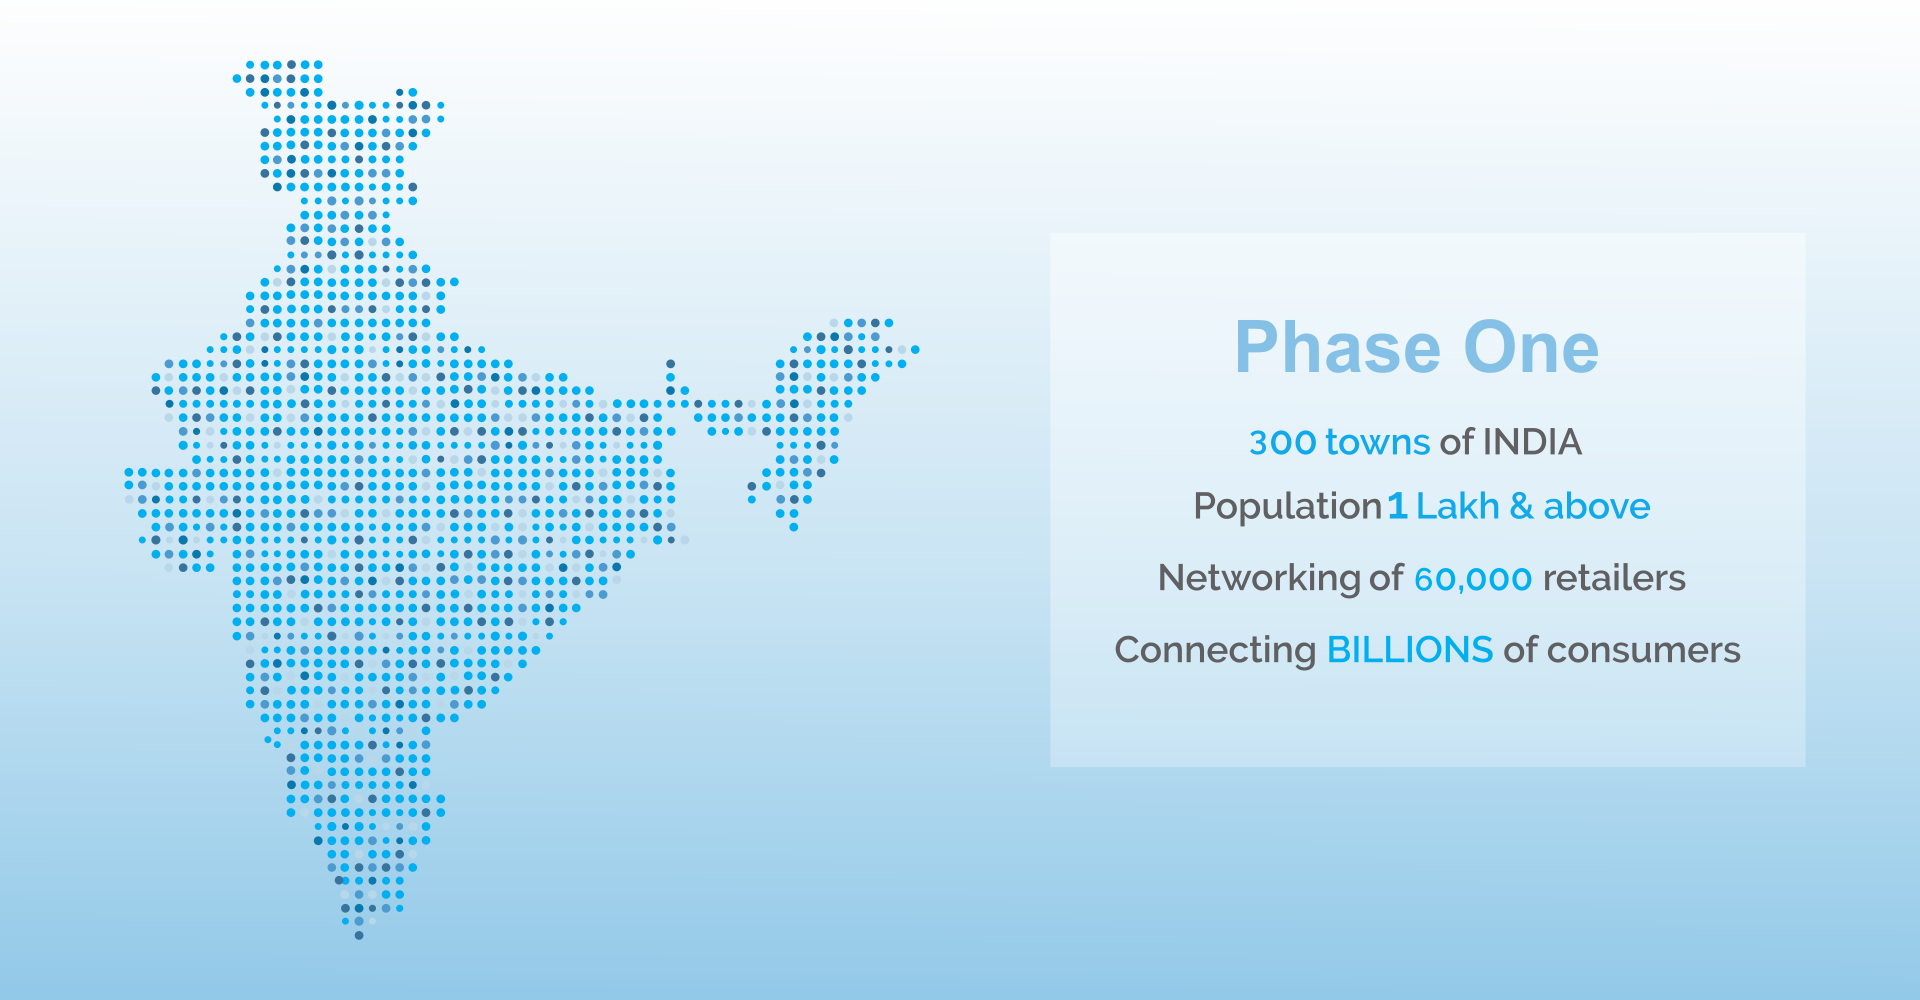 Phase One
300 towns of INDIA
Population 1 Lakh & above
Networking of 60,000 retailers
Connecting BILLIONS of consumers